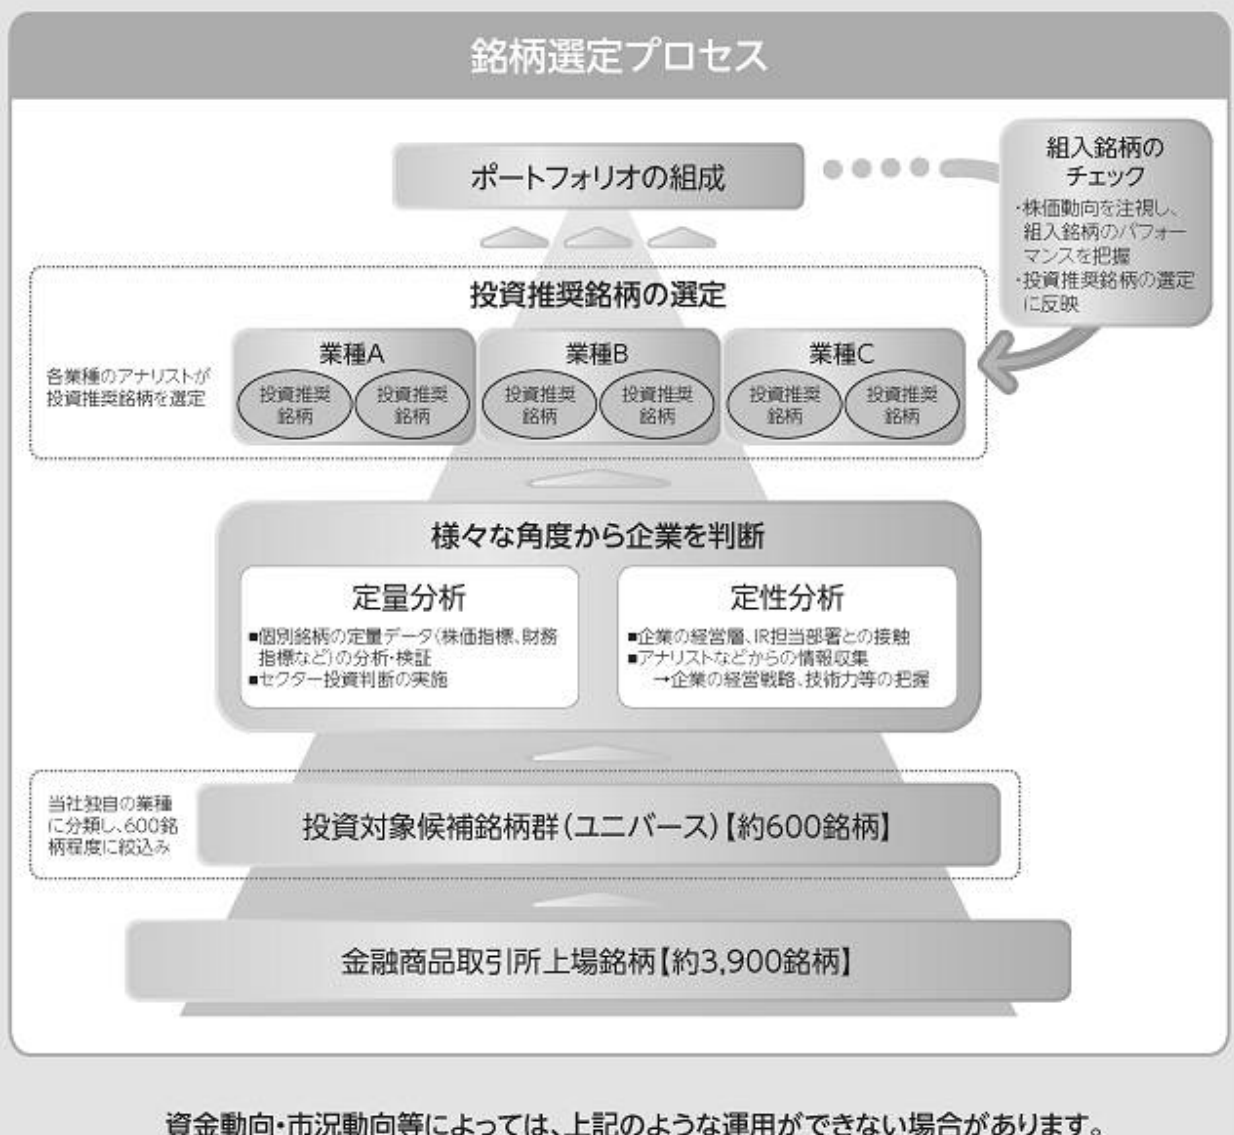 銘柄選定プロセス
ポートフォリオの組成
組入銘柄の
チェック
・株価動向を注視し、
組入銘柄のパフォー
マンスを把握
・投資推奨銘柄の選定
に反映
投資推奨銘柄の選定
各業種のアナリストが
投資推奨銘柄を選定
業種A
投資推奨
銘柄
投資推奨
銘柄
業種B
投資推奨
銘柄
投資推奨
銘柄
業種C
投資推奨
銘柄
投資推奨
銘柄
様々な角度から企業を判断
定量分析
■個別銘柄の定量データ(株価指標、財務
指標など)の分析・検証
■セクター投資判断の実施
定性分析
■企業の経営層、IR担当部署との接触
■アナリストなどからの情報収集
→企業の経営戦略、技術力等の把握
当社独自の業種
に分類し、600銘
柄程度に絞込み
投資対象候補銘柄群(ユニバース)【約600銘柄】
金融商品取引所上場銘柄【約3,900銘柄】
資金動向・市況動向等によっては、上記のような運用ができない場合があります。